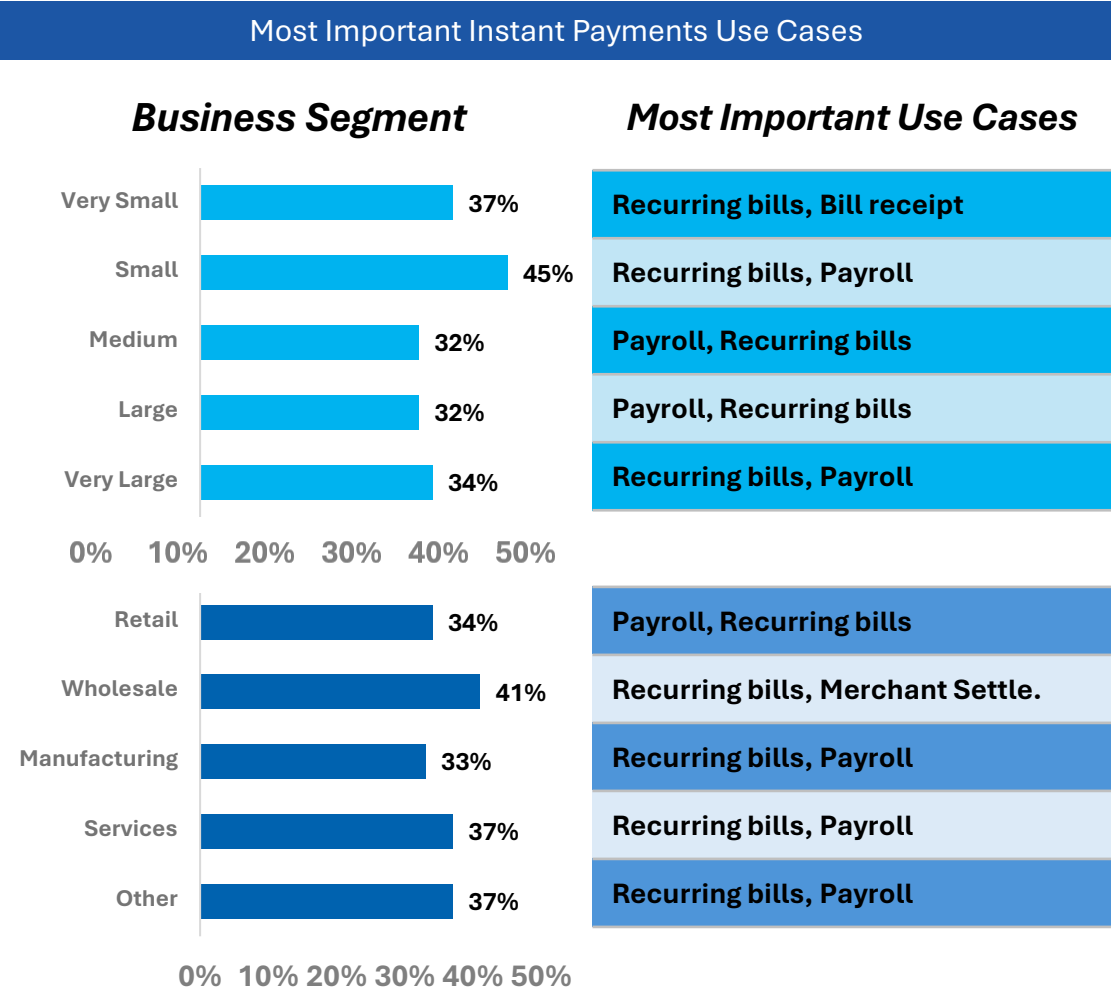 Most Important Instant Payments Use Cases
Business Segment
Most Important Use Cases
Very Small 37% Recurring bills, Bill receipt
Small 45% Recurring bills, Payroll
Medium 32% Payroll, Recurring bills
Large 32% Payroll, Recurring bills
Very Large 34% Recurring bills, Payroll
0% 10% 20% 30% 40% 50%
Retail 34% Payroll, Recurring bills
Wholesale 41% Recurring bills, Merchant Settle.
Manufacturing 33% Recurring bills, Payroll
Services 37% Recurring bills, Payroll
Other 37% Recurring bills, Payroll
0% 10% 20% 30% 40% 50%